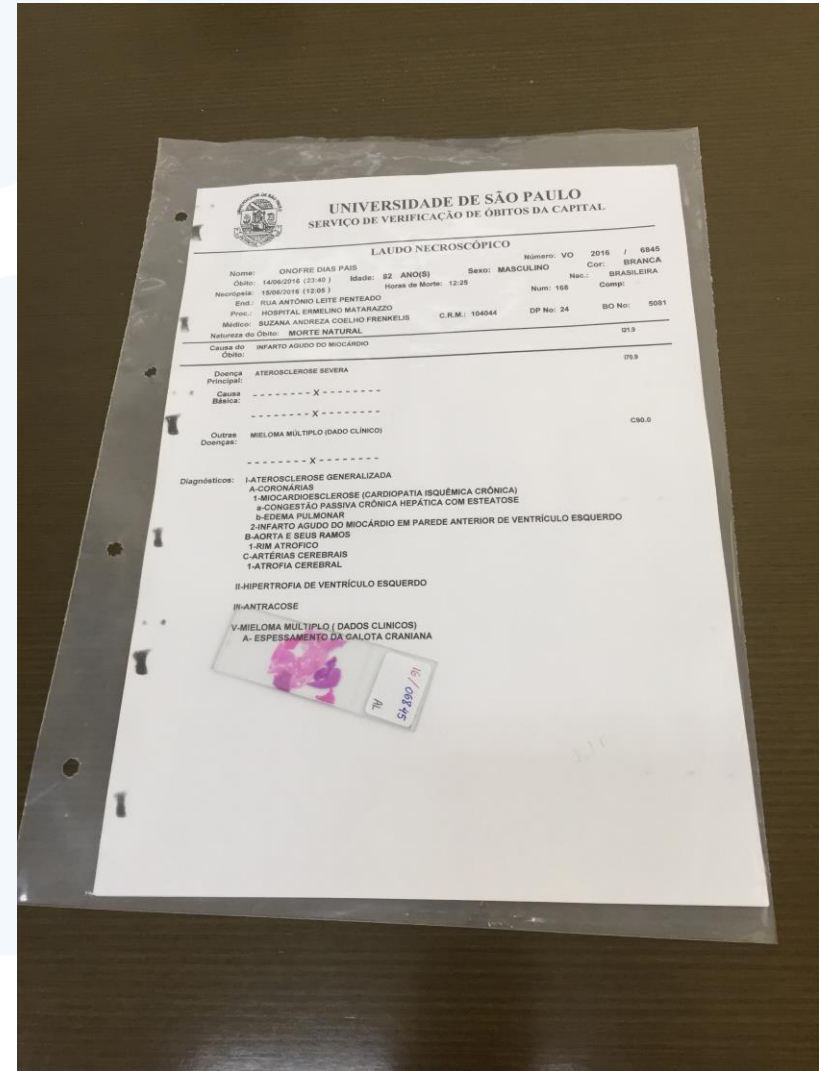 UNIVERSIDADE DE SÃO PAULO
SERVIÇO DE VERIFICAÇÃO DE ÓBITOS DA CAPITAL
LAUDO NECROSCÓPICO
Número: VO 2016 / 6845
Nome: ONOFRE DIAS PAIS Sexo: MASCULINO Cor: BRANCA
Óbito: 14/06/2016 (23:40) Idade: 82 ANO(S) Nac.: BRASILEIRA
Necrópsia: 15/06/2016 (12:05) Horas de Morte: 12:25
End.: RUA ANTÔNIO LEITE PENTEADO Num: 168 Comp:
Proc.: HOSPITAL ERMELINO MATARAZZO
Médico: SUZANA ANDREZA COELHO FRENKELIS C.R.M.: 104044 DP No: 24 BO No: 5081
Natureza do Óbito: MORTE NATURAL
Causa do Óbito: INFARTO AGUDO DO MIOCÁRDIO I21.9
Doença Principal: ATEROSCLEROSE SEVERA I70.9
Causa Básica: - - - - - - - - X - - - - - - - -
- - - - - - - - X - - - - - - - -
Outras Doenças: MIELOMA MÚLTIPLO (DADO CLÍNICO) C90.0
- - - - - - - - X - - - - - - - -
Diagnósticos: I-ATEROSCLEROSE GENERALIZADA
A-CORONÁRIAS
1-MIOCARDIOESCLEROSE (CARDIOPATIA ISQUÊMICA CRÔNICA)
a-CONGESTÃO PASSIVA CRÔNICA HEPÁTICA COM ESTEATOSE
b-EDEMA PULMONAR
2-INFARTO AGUDO DO MIOCÁRDIO EM PAREDE ANTERIOR DE VENTRÍCULO ESQUERDO
B-AORTA E SEUS RAMOS
1-RIM ATROFICO
C-ARTÉRIAS CEREBRAIS
1-ATROFIA CEREBRAL
II-HIPERTROFIA DE VENTRÍCULO ESQUERDO
III-ANTRACOSE
V-MIELOMA MULTIPLO ( DADOS CLINICOS)
A- ESPESSAMENTO DA CALOTA CRANIANA
16/06845
AL